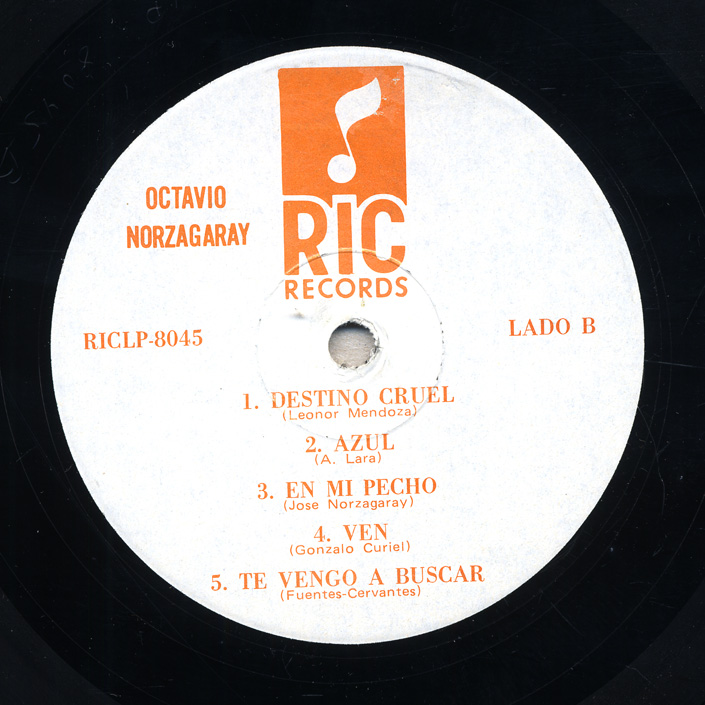 RIC
RECORDS
OCTAVIO
NORZAGARAY
RICLP-8045
LADO B
1. DESTINO CRUEL
(Leonor Mendoza)
2. AZUL
(A. Lara)
3. EN MI PECHO
(Jose Norzagaray)
4. VEN
(Gonzalo Curiel)
5. TE VENGO A BUSCAR
(Fuentes-Cervantes)